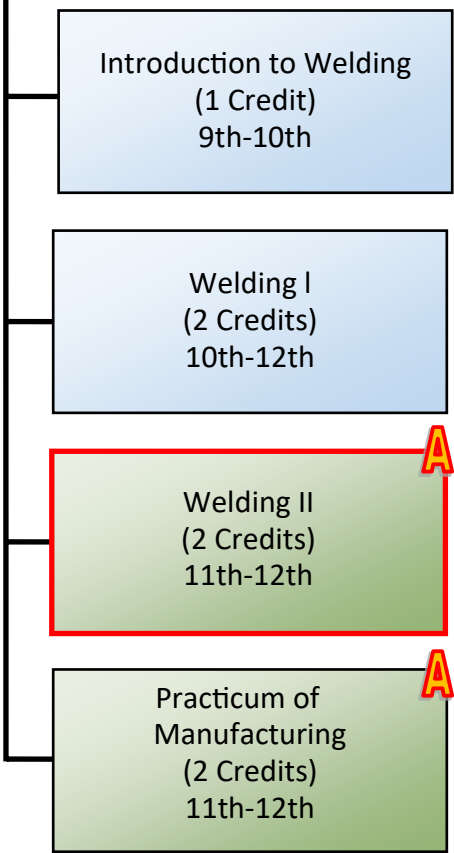 Introduction to Welding
(1 Credit)
9th-10th
Welding l
(2 Credits)
10th-12th
A
Welding II
(2 Credits)
11th-12th
A
Practicum of
Manufacturing
(2 Credits)
11th-12th